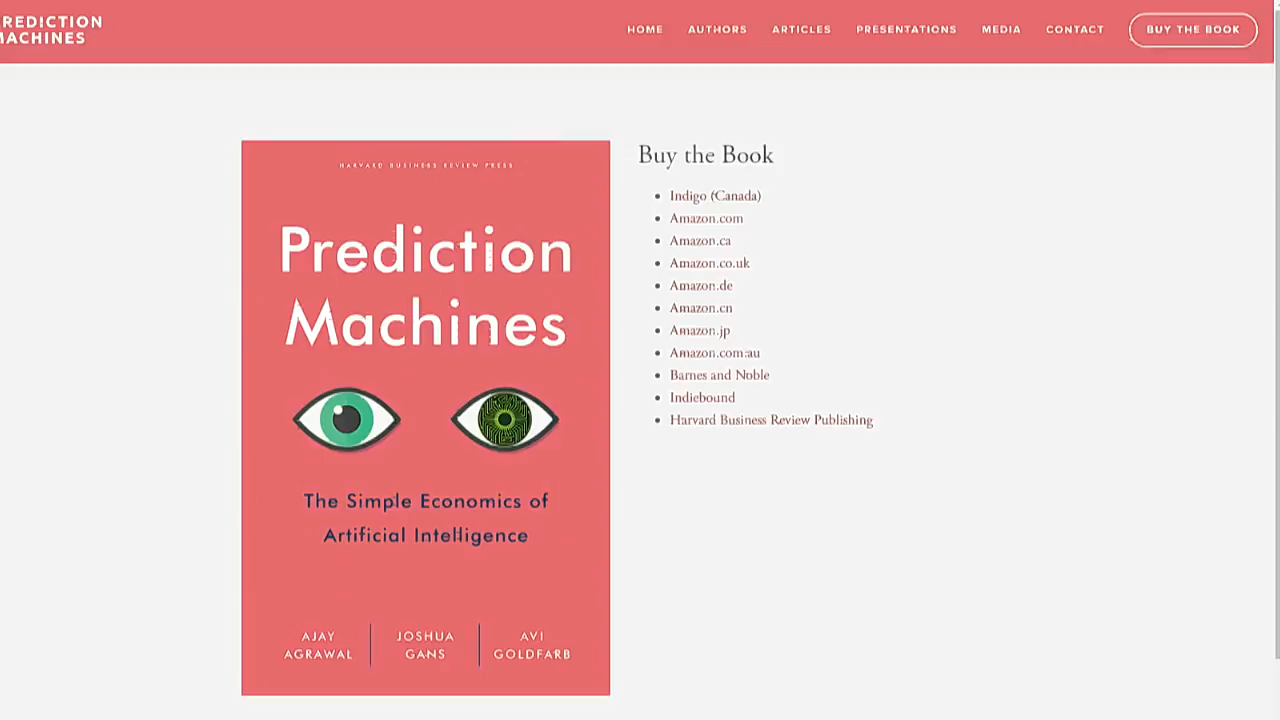 PREDICTION
MACHINES
HOME AUTHORS ARTICLES PRESENTATIONS MEDIA CONTACT BUY THE BOOK
HARVARD BUSINESS REVIEW PRESS
Prediction
Machines
The Simple Economics of
Artificial Intelligence
AJAY
AGRAWAL
JOSHUA
GANS
AVI
GOLDFARB
Buy the Book
Indigo (Canada)
Amazon.com
Amazon.ca
Amazon.co.uk
Amazon.de
Amazon.cn
Amazon.jp
Amazon.com.au
Barnes and Noble
Indiebound
Harvard Business Review Publishing